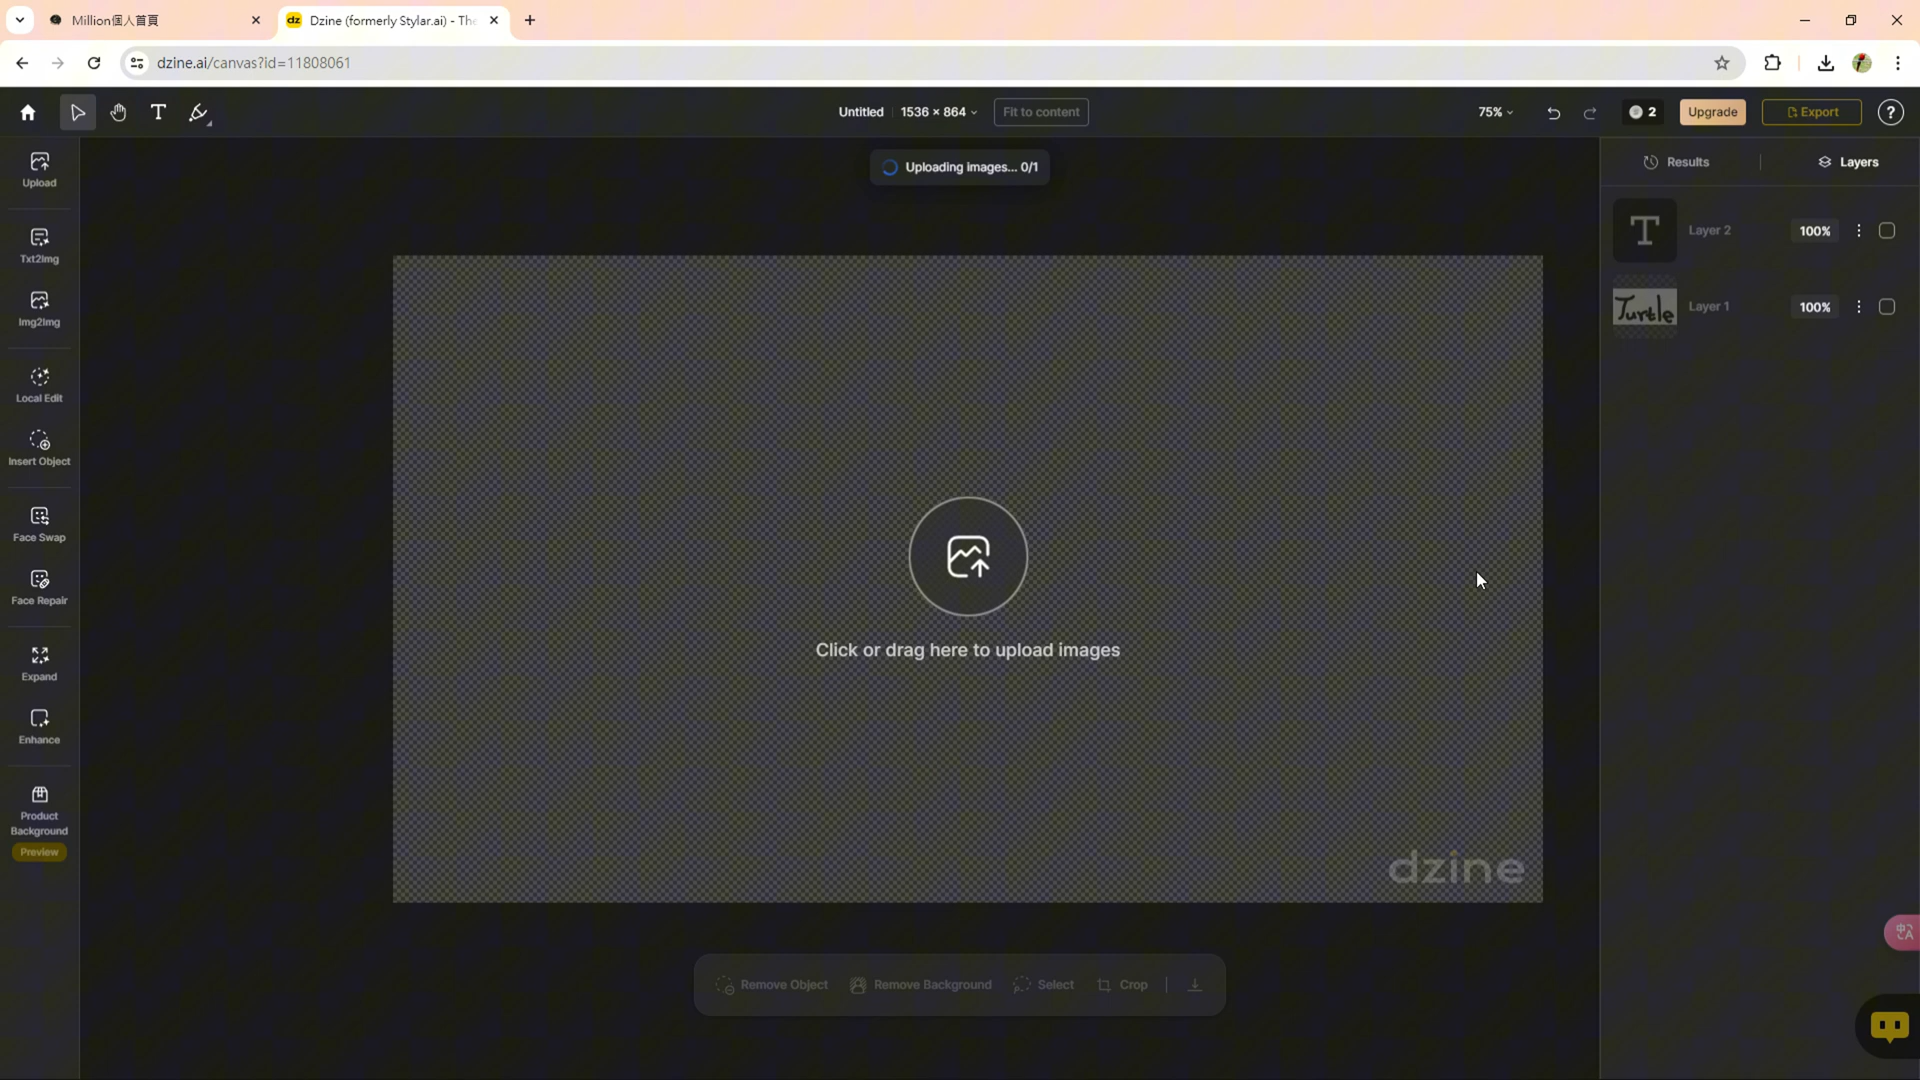 Million個人首頁
Dzine (formerly Stylar.ai) - The
dzine.ai/canvas?id=11808061
Untitled
1536 × 864
Fit to content
75%
2
Upgrade
Export
?
Upload
Uploading images... 0/1
Results
Layers
T
Layer 2
100%
Txt2Img
Turtle
Layer 1
100%
Img2Img
Local Edit
Insert Object
Face Swap
Face Repair
Click or drag here to upload images
Expand
Enhance
Product
Background
Preview
dzine
中A
Remove Object
Remove Background
Select
Crop